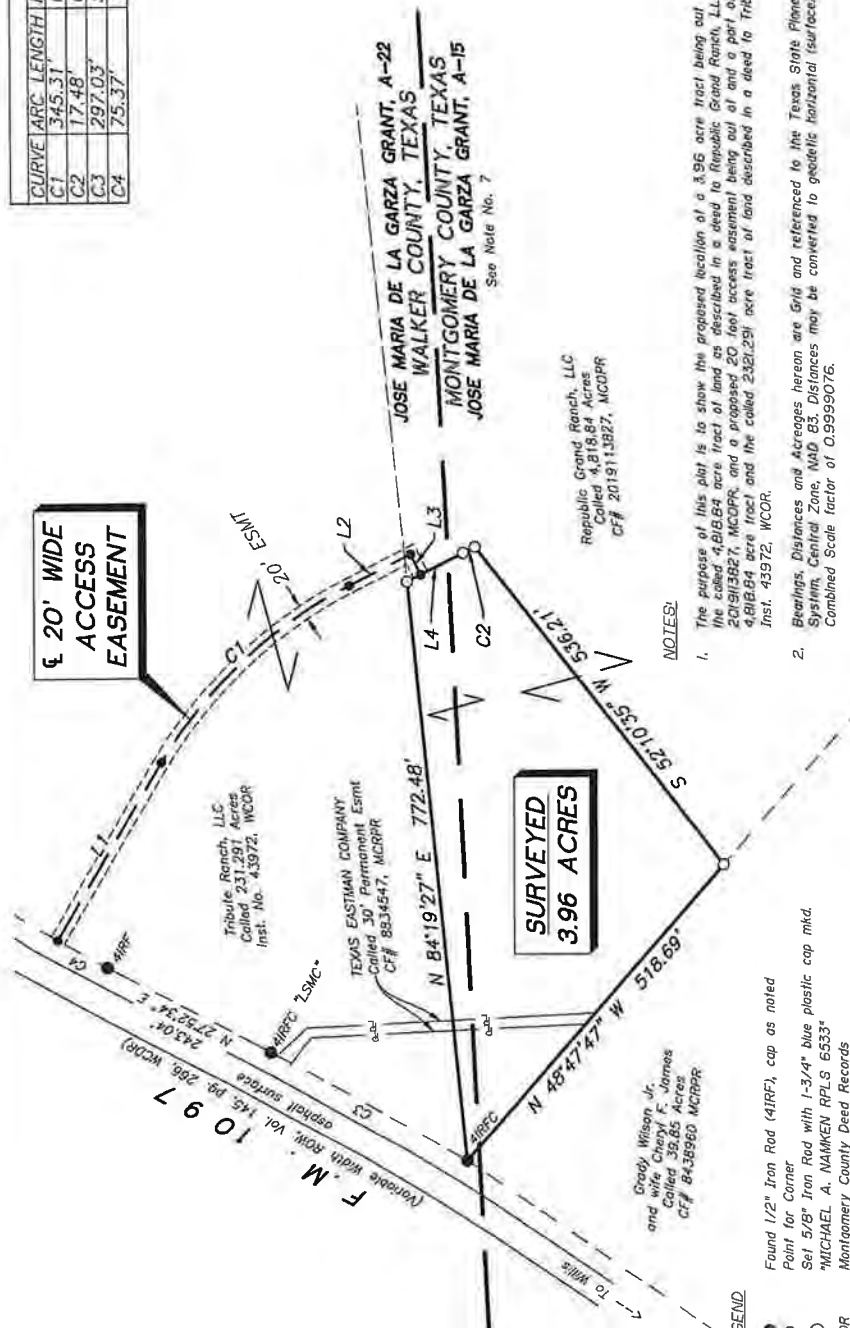 CURVE ARC LENGTH
C1 345.31'
C2 17.48'
C3 297.03'
C4 75.37'
℄ 20' WIDE
ACCESS
EASEMENT
20' ESMT
L1
C1
L2
L3
L4
C2
C4
4IRF
4IRFC "LSMC"
N 27°52'34" E
243.04'
asphalt surface
C3
F.M. 1097
(Variable width ROW, Vol. 145, pg. 266, WCDR)
To Willis
Tribute Ranch, LLC
Called 231.291 Acres
Inst. No. 43972, WCOR
TEXAS EASTMAN COMPANY
Called 30' Permanent Esmt
CF# 8834547, MCRPR
JOSE MARIA DE LA GARZA GRANT, A-22
WALKER COUNTY, TEXAS
MONTGOMERY COUNTY, TEXAS
JOSE MARIA DE LA GARZA GRANT, A-15
See Note No. 7
N 84°19'27" E 772.48'
SURVEYED
3.96 ACRES
S 52°10'35" W 536.21'
N 48°47'47" W 518.69'
4IRFC
Republic Grand Ranch, LLC
Called 4,818.84 Acres
CF# 2019113827, MCOPR
Grady Wilson Jr.
and wife Cheryl F. James
Called 39.85 Acres
CF# 8438960 MCRPR
NOTES:
1. The purpose of this plat is to show the proposed location of a 3.96 acre tract being out
the called 4,818.84 acre tract of land as described in a deed to Republic Grand Ranch,
2019113827, MCOPR, and a proposed 20 foot access easement being out of and a part
4,818.84 acre tract and the called 2321.291 acre tract of land described in a deed to
Inst. 43972, WCOR.
2. Bearings, Distances and Acreages hereon are Grid and referenced to the Texas State Plane
System, Central Zone, NAD 83. Distances may be converted to geodetic horizontal (surface)
Combined Scale factor of 0.9999076.
Found 1/2" Iron Rod (4IRF), cap as noted
Point for Corner
Set 5/8" Iron Rod with 1-3/4" blue plastic cap mkd.
"MICHAEL A. NAMKEN RPLS 6533"
Montgomery County Deed Records